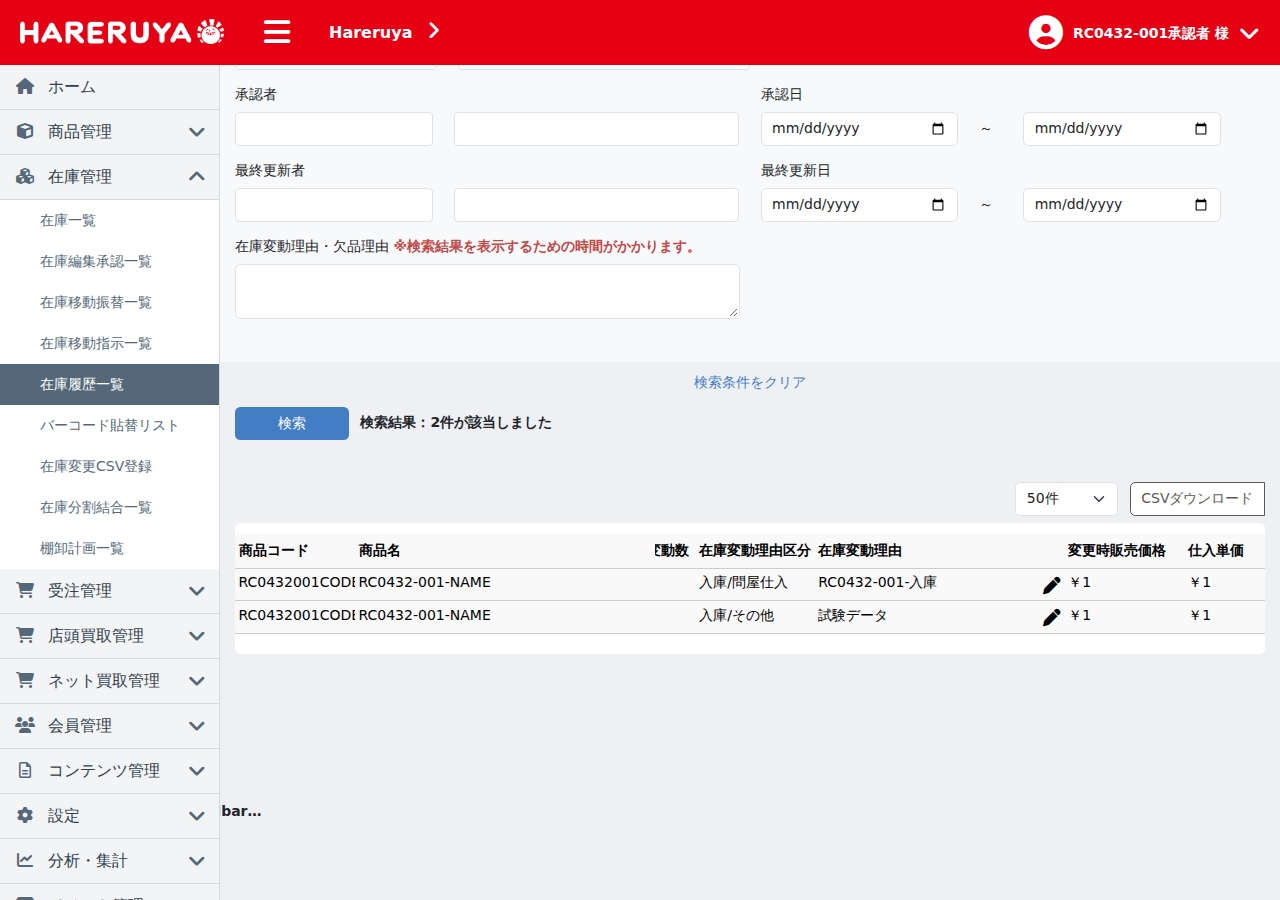 HARERUYA
Hareruya
RC0432-001承認者 様
ホーム
商品管理
在庫管理
在庫一覧
在庫編集承認一覧
在庫移動振替一覧
在庫移動指示一覧
在庫履歴一覧
バーコード貼替リスト
在庫変更CSV登録
在庫分割結合一覧
棚卸計画一覧
受注管理
店頭買取管理
ネット買取管理
会員管理
コンテンツ管理
設定
分析・集計
承認者
承認日
mm/dd/yyyy ～ mm/dd/yyyy
最終更新者
最終更新日
mm/dd/yyyy ～ mm/dd/yyyy
在庫変動理由・欠品理由 ※検索結果を表示するための時間がかかります。
検索条件をクリア
検索 検索結果：2件が該当しました
50件 CSVダウンロード
商品コード 商品名 変動数 在庫変動理由区分 在庫変動理由 変更時販売価格 仕入単価
RC0432001CODE RC0432-001-NAME 入庫/問屋仕入 RC0432-001-入庫 ￥1 ￥1
RC0432001CODE RC0432-001-NAME 入庫/その他 試験データ ￥1 ￥1
bar…